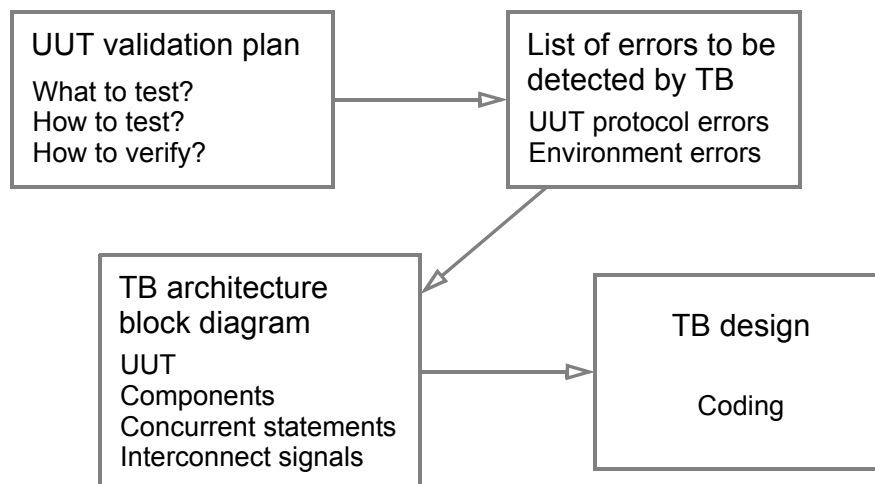 UUT validation plan
What to test?
How to test?
How to verify?
List of errors to be
detected by TB
UUT protocol errors
Environment errors
TB architecture
block diagram
UUT
Components
Concurrent statements
Interconnect signals
TB design
Coding